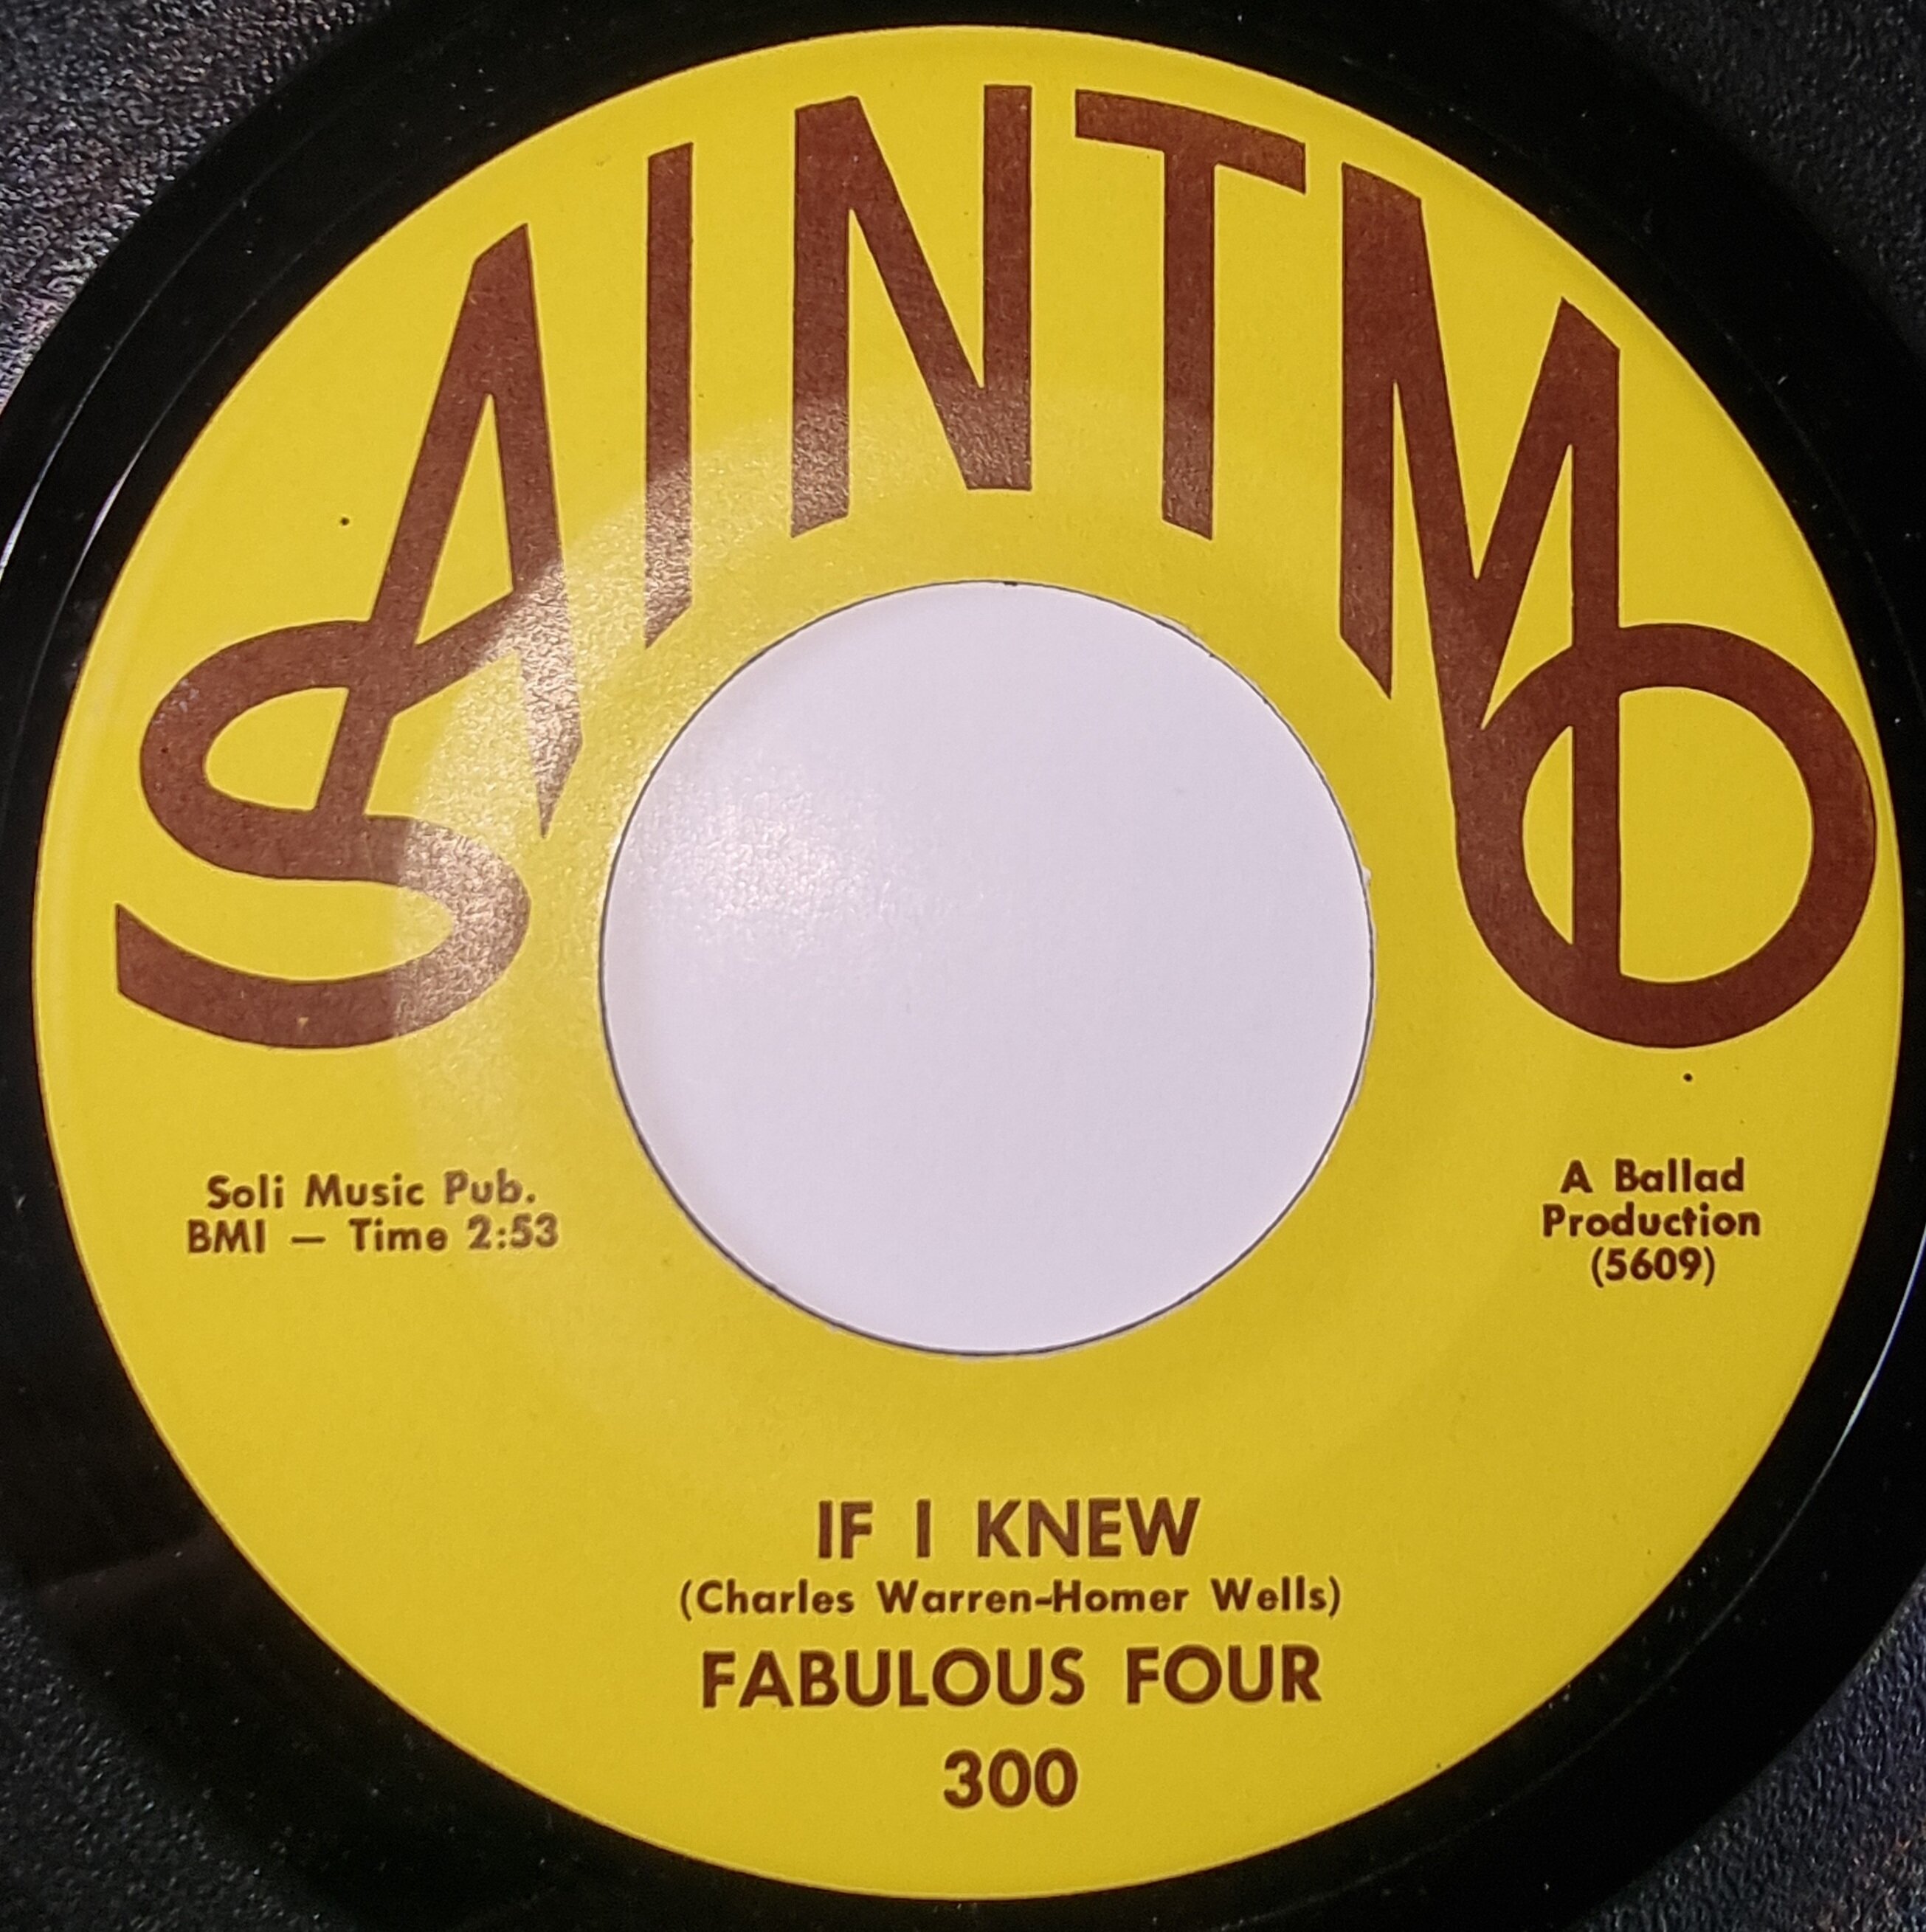 SAINTMO
Soli Music Pub.
BMI — Time 2:53
A Ballad
Production
(5609)
IF I KNEW
(Charles Warren-Homer Wells)
FABULOUS FOUR
300